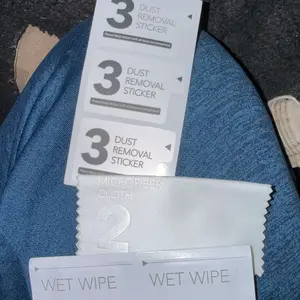 3 DUST
REMOVAL
STICKER
3 DUST
REMOVAL
STICKER
3 DUST
REMOVAL
STICKER
MICROFIBER
CLOTH
2
WET WIPE
WET WIPE